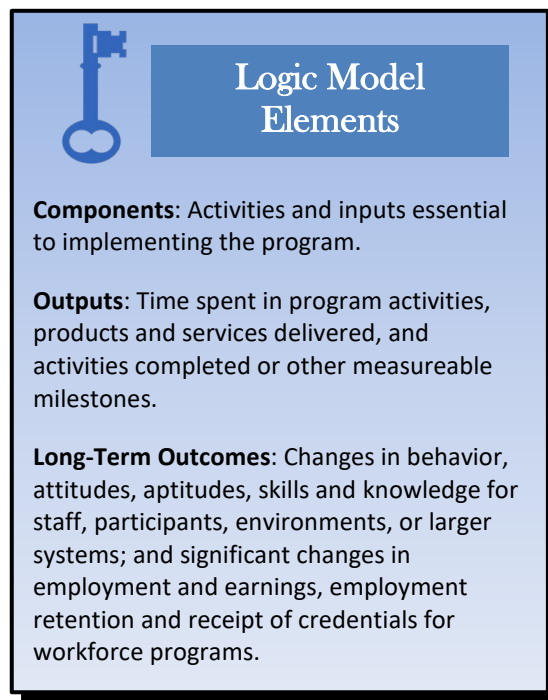 Logic Model
Elements
Components: Activities and inputs essential
to implementing the program.
Outputs: Time spent in program activities,
products and services delivered, and
activities completed or other measureable
milestones.
Long-Term Outcomes: Changes in behavior,
attitudes, aptitudes, skills and knowledge for
staff, participants, environments, or larger
systems; and significant changes in
employment and earnings, employment
retention and receipt of credentials for
workforce programs.